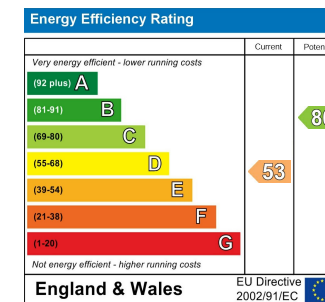 Energy Efficiency Rating
Current
Very energy efficient - lower running costs
(92 plus) A
(81-91) B
(69-80) C
(55-68) D
53
(39-54) E
(21-38) F
(1-20) G
Not energy efficient - higher running costs
England & Wales
EU Directive
2002/91/EC